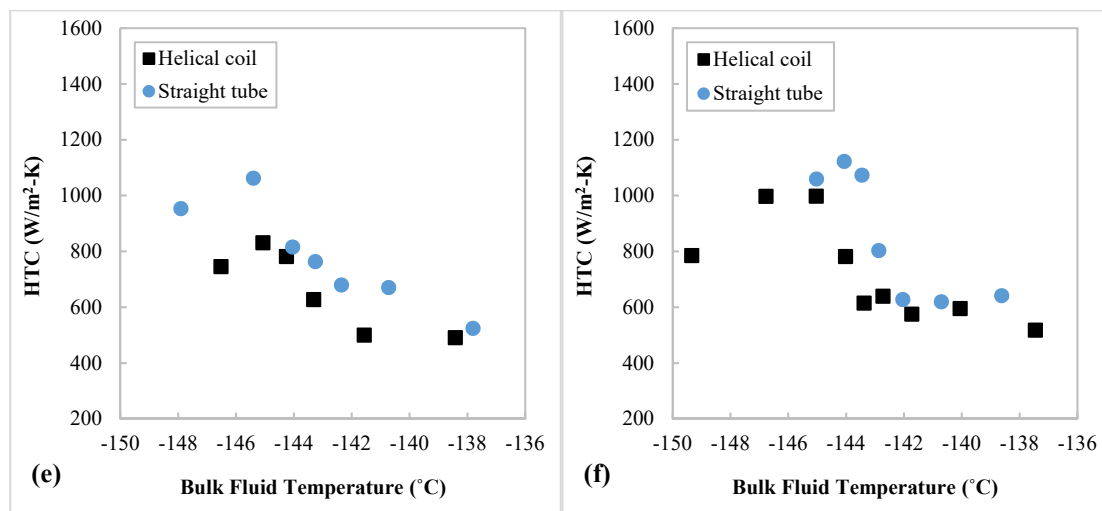 1600
1400
1200
1000
800
600
400
200
HTC (W/m²-K)
Helical coil
Straight tube
-150 -148 -146 -144 -142 -140 -138 -136
(e)
Bulk Fluid Temperature (˚C)
1600
1400
1200
1000
800
600
400
200
HTC (W/m²-K)
Helical coil
Straight tube
-150 -148 -146 -144 -142 -140 -138 -136
(f)
Bulk Fluid Temperature (˚C)